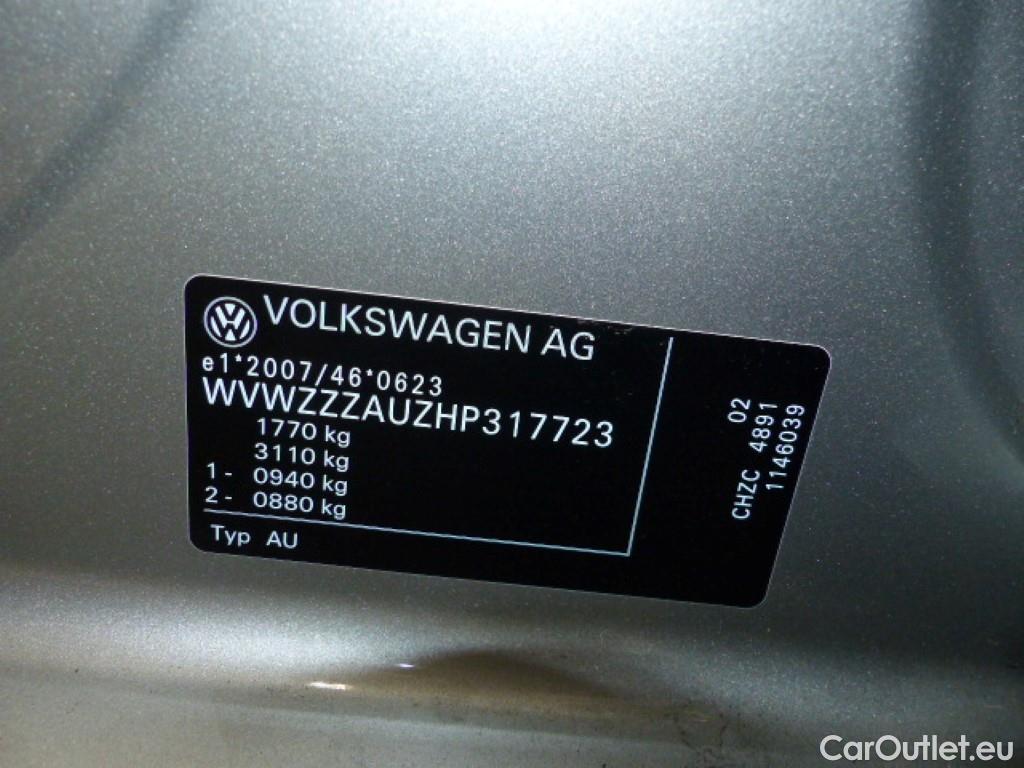 VOLKSWAGEN AG
e1*2007/46*0623
WVWZZZAUZHP317723
1770 kg
3110 kg
1- 0940 kg
2- 0880 kg
Typ AU
02
CHZC 4891
1146039
CarOutlet.eu